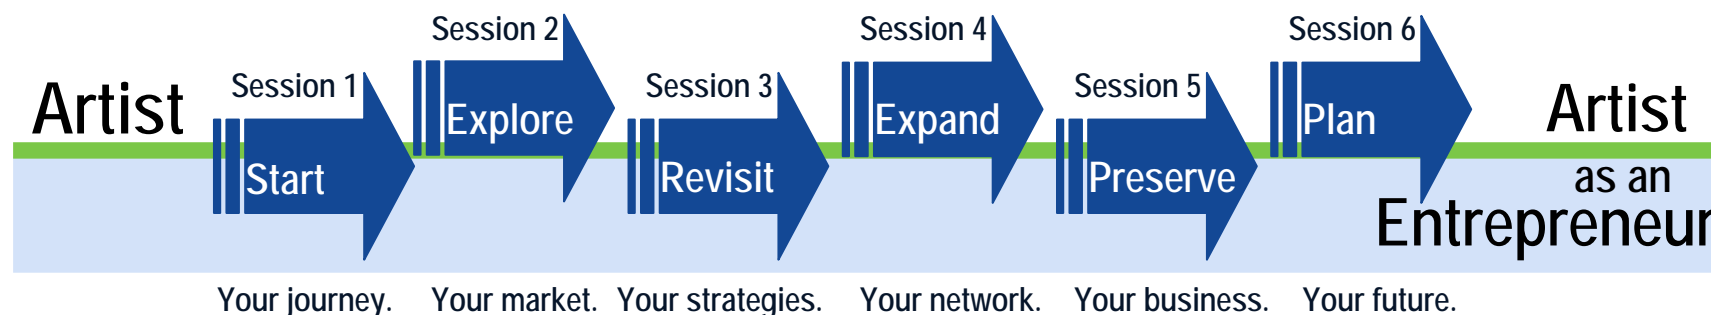 Artist
Session 1
Start
Your journey.
Session 2
Explore
Your market.
Session 3
Revisit
Your strategies.
Session 4
Expand
Your network.
Session 5
Preserve
Your business.
Session 6
Plan
Your future.
Artist
as an
Entrepreneur